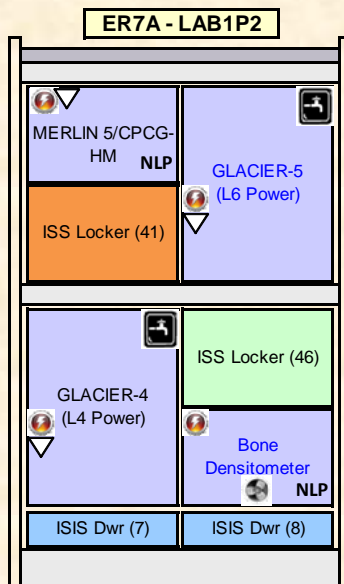 ER7A - LAB1P2
MERLIN 5/CPCG-
HM NLP
GLACIER-5
(L6 Power)
ISS Locker (41)
GLACIER-4
(L4 Power)
ISS Locker (46)
Bone
Densitometer
NLP
ISIS Dwr (7)
ISIS Dwr (8)